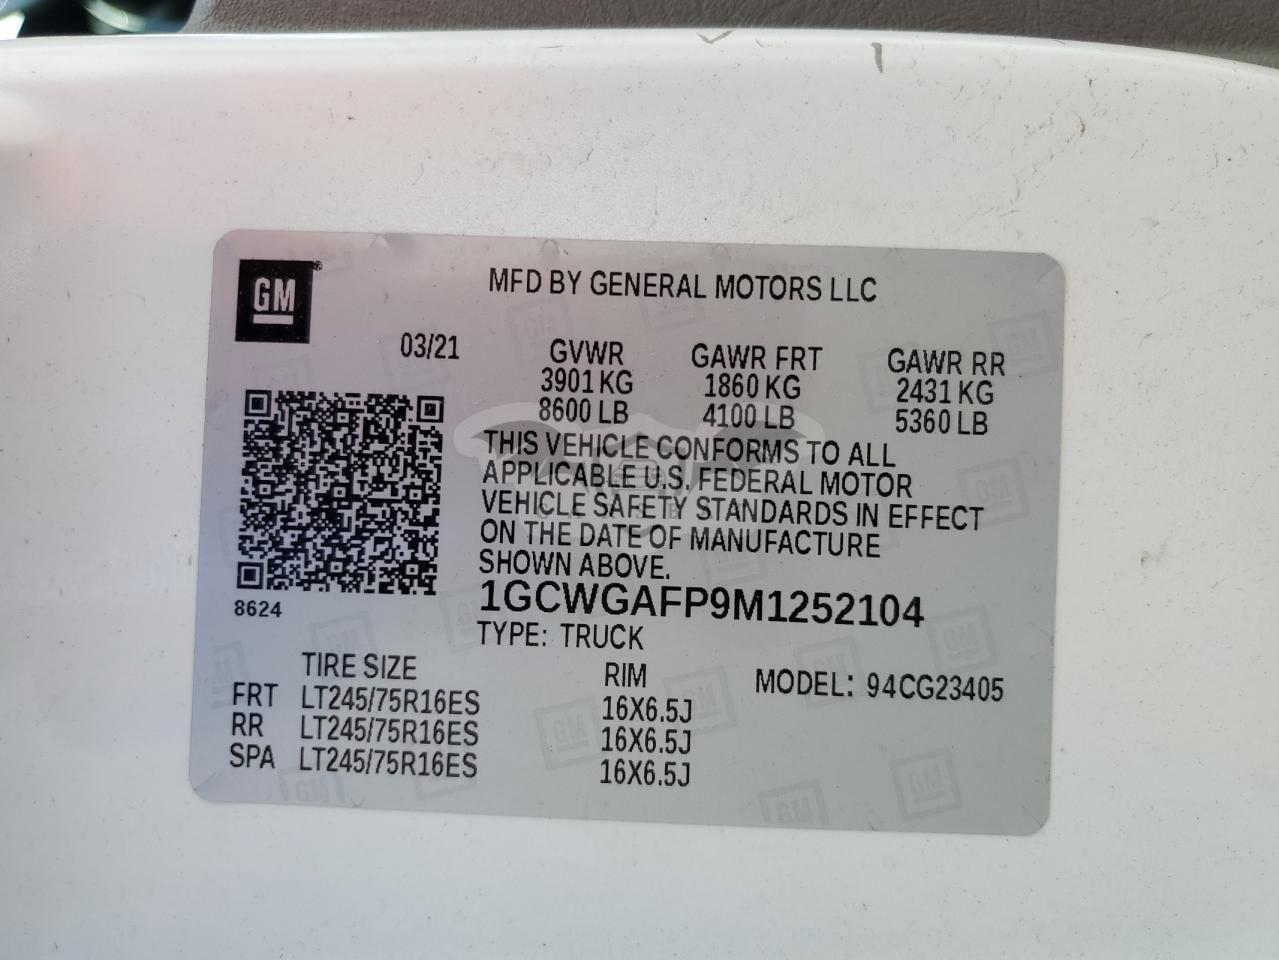 GM
MFD BY GENERAL MOTORS LLC
03/21
GVWR GAWR FRT GAWR RR
3901 KG 1860 KG 2431 KG
8600 LB 4100 LB 5360 LB
THIS VEHICLE CONFORMS TO ALL
APPLICABLE U.S. FEDERAL MOTOR
VEHICLE SAFETY STANDARDS IN EFFECT
ON THE DATE OF MANUFACTURE
SHOWN ABOVE.
8624
1GCWGAFP9M1252104
TYPE: TRUCK
TIRE SIZE RIM MODEL: 94CG23405
FRT LT245/75R16ES 16X6.5J
RR LT245/75R16ES 16X6.5J
SPA LT245/75R16ES 16X6.5J